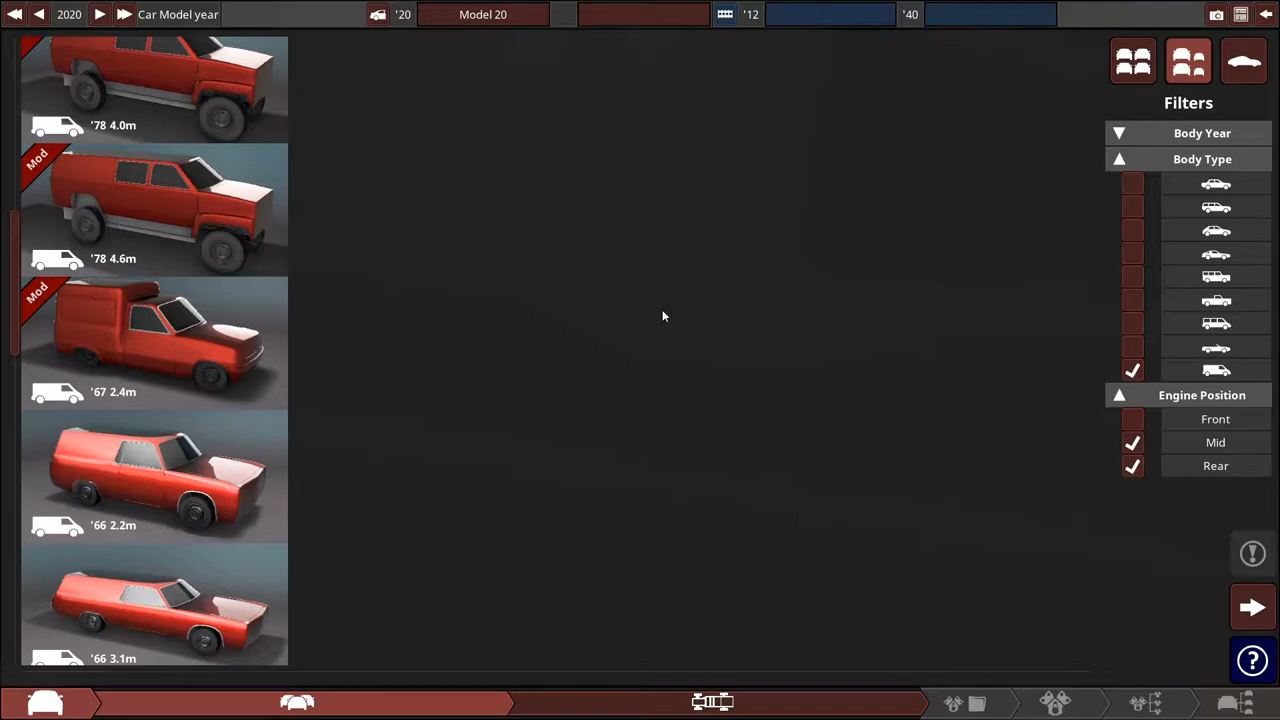 2020 Car Model year '20 Model 20 '12 '40
Filters
Body Year
Body Type
Engine Position
Front
Mid
Rear
'78 4.0m
Mod
'78 4.6m
Mod
'67 2.4m
'66 2.2m
'66 3.1m